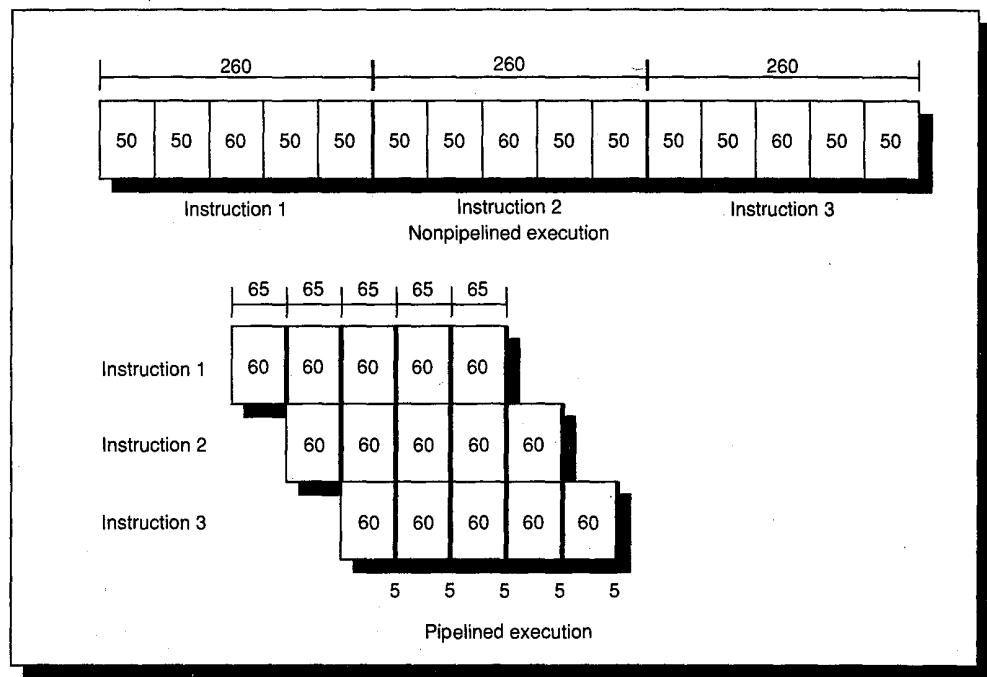 260 260 260
50 50 60 50 50 50 50 60 50 50 50 50 60 50 50
Instruction 1 Instruction 2 Instruction 3
Nonpipelined execution
65 65 65 65 65
Instruction 1 60 60 60 60 60
Instruction 2 60 60 60 60 60
Instruction 3 60 60 60 60 60
5 5 5 5 5
Pipelined execution